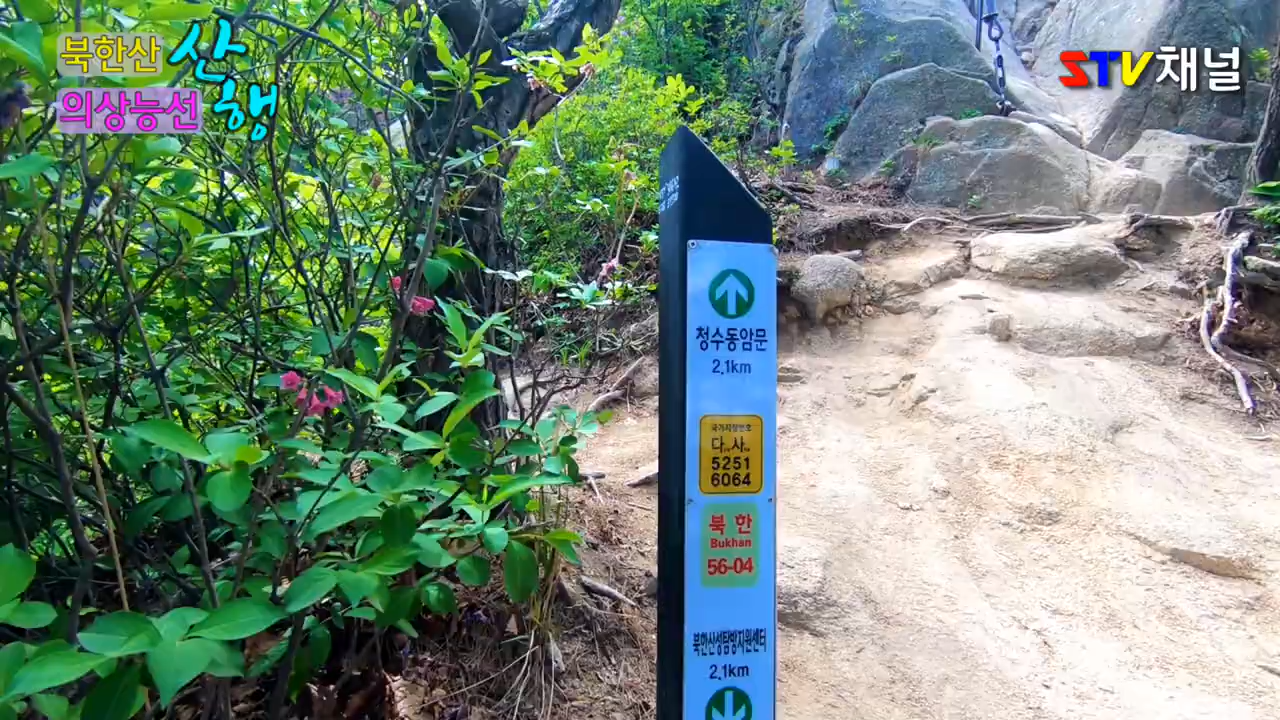 북한산 산행
의상능선
STV채널
청수동암문
2.1km
국가지점번호
다사
5251
6064
북한
Bukhan
56-04
북한산성탐방지원센터
2.1km